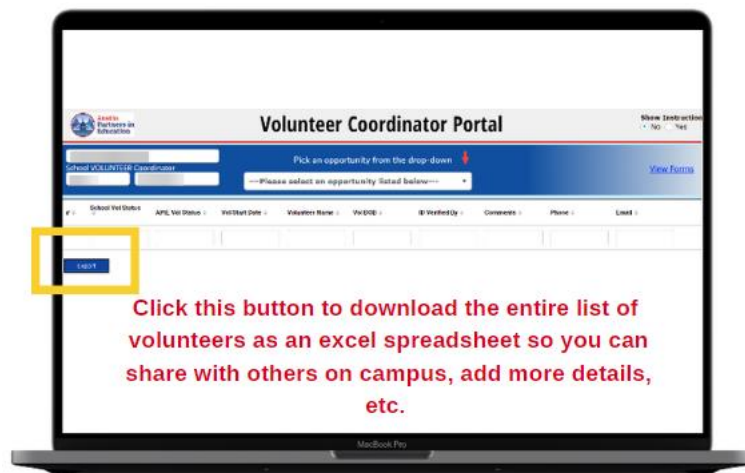 Austin
Partners in
Education
Volunteer Coordinator Portal
Show Instruction
No Yes
School VOLUNTEER Coordinator
Pick an opportunity from the drop-down
---Please select an opportunity listed below---
View Forms
# School Vol Status APIE Vol Status Vol Start Date Volunteer Name Vol DOB ID Verified By Comments Phone Email
Export
Click this button to download the entire list of
volunteers as an excel spreadsheet so you can
share with others on campus, add more details,
etc.
MacBook Pro